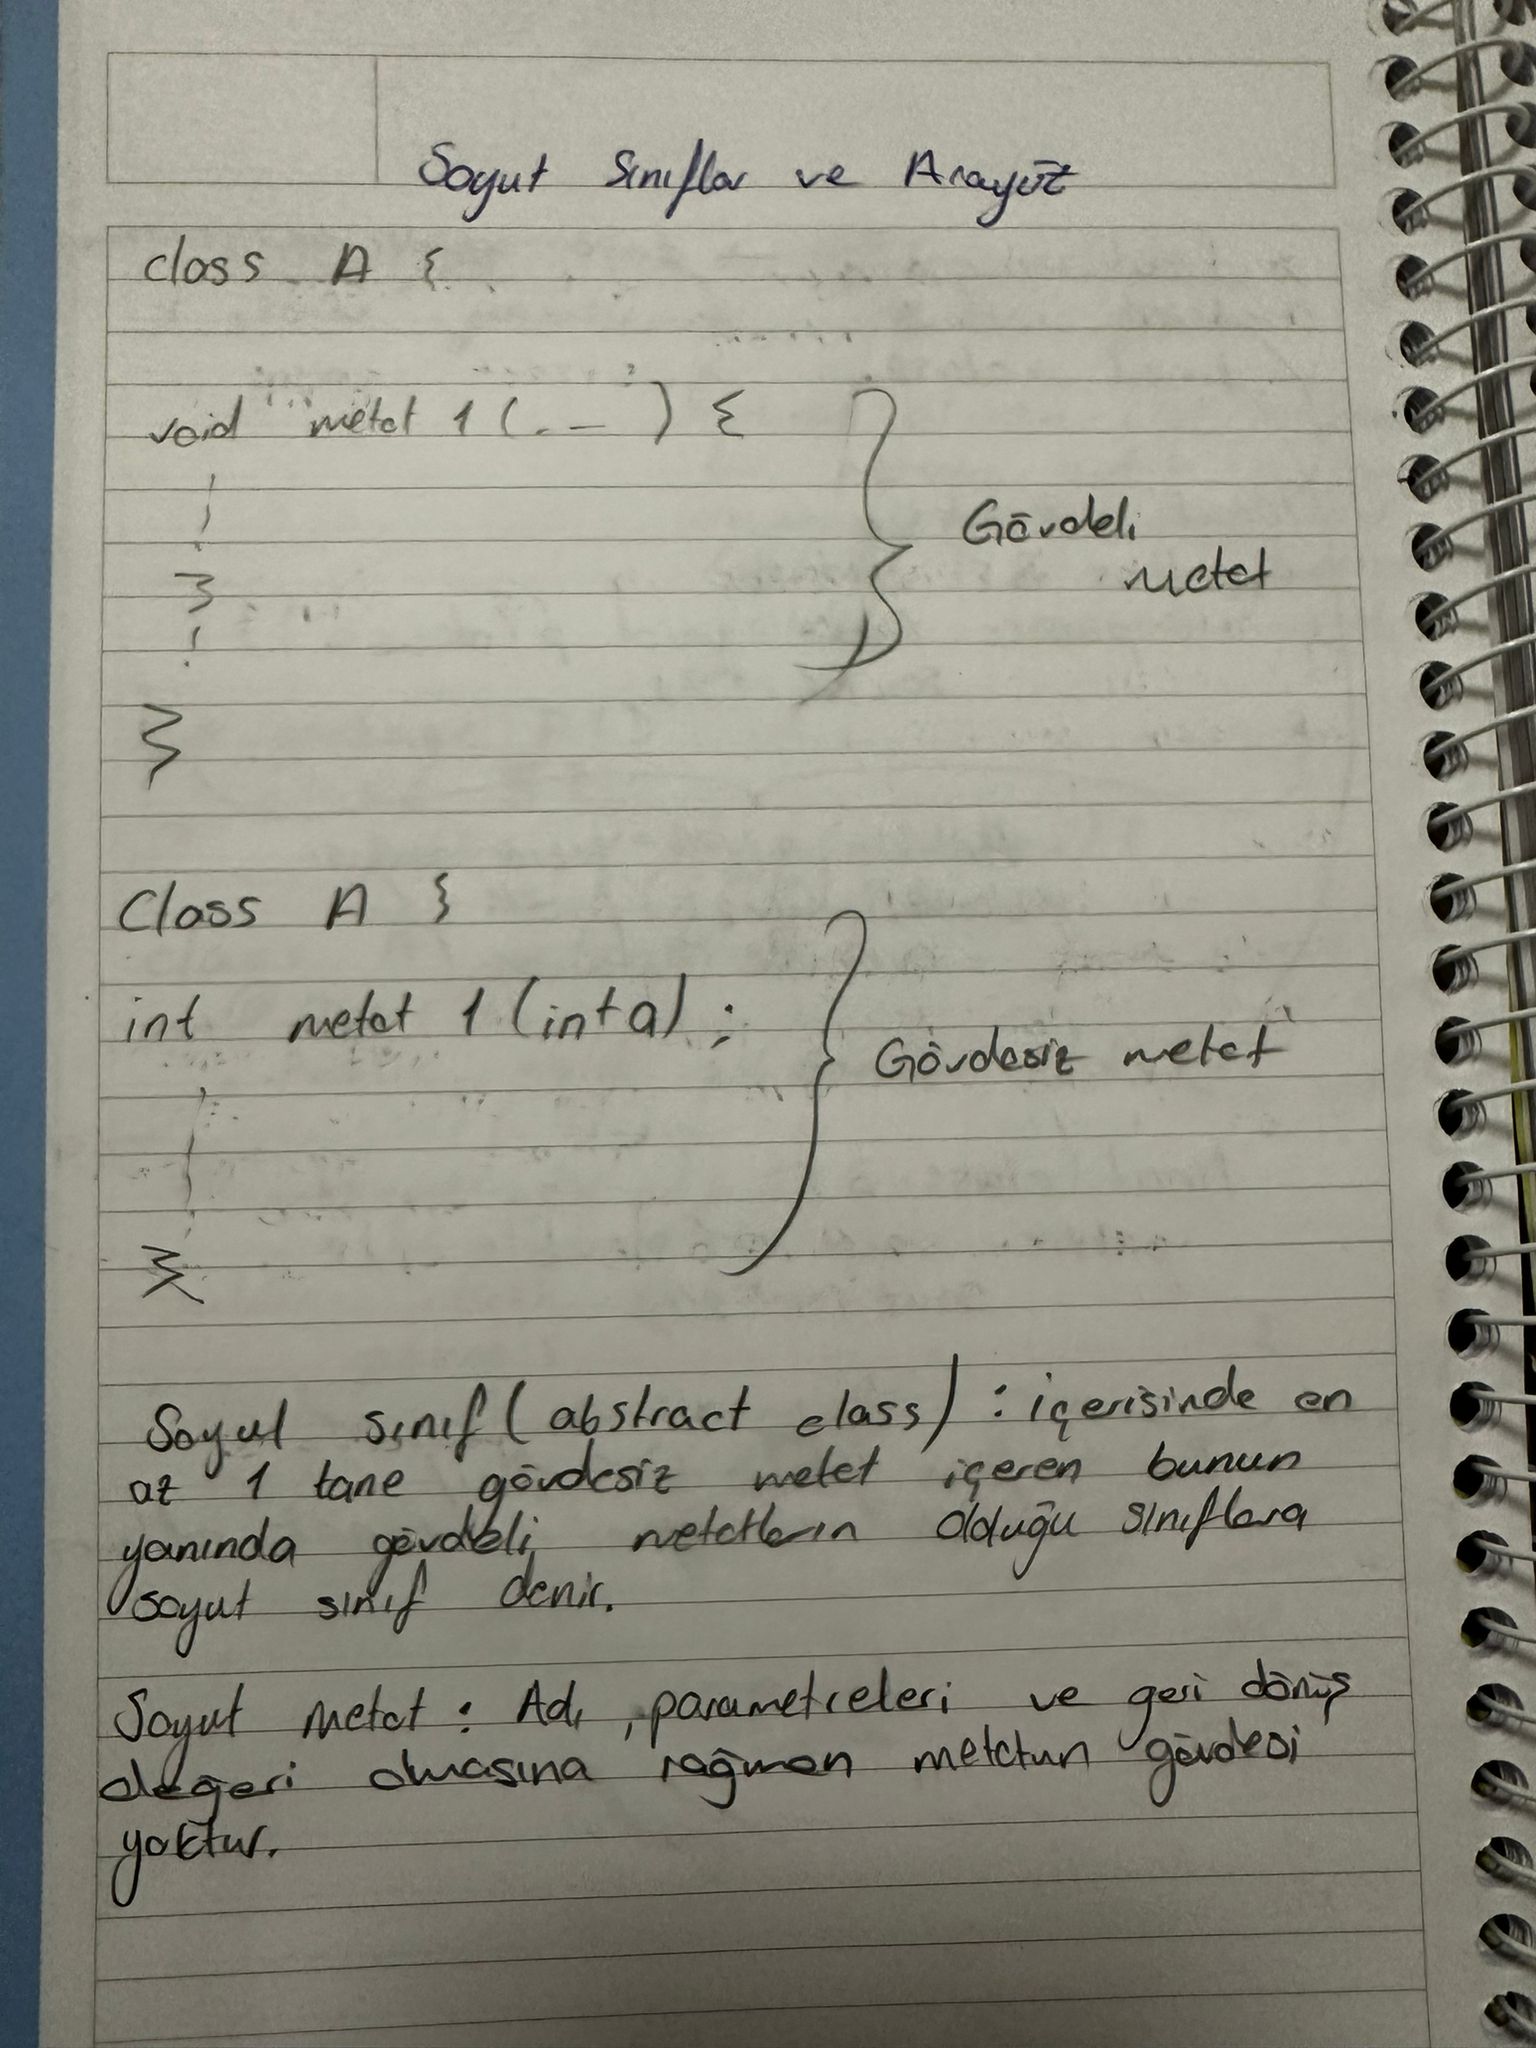 Soyut Sınıflar ve Arayüz
class A {
void metot 1 (. _ ) {
}
}
Gövdeli
metot
Class A {
int metot 1 (int a) ;
}
Gövdesiz metot
Soyut sınıf (abstract class) : içerisinde en
az 1 tane gövdesiz metot içeren bunun
yanında gövdeli metotların olduğu sınıflara
soyut sınıf denir.
Soyut Metot : Adı , parametreleri ve geri dönüş
değeri olmasına rağmen metotun gövdesi
yoktur.